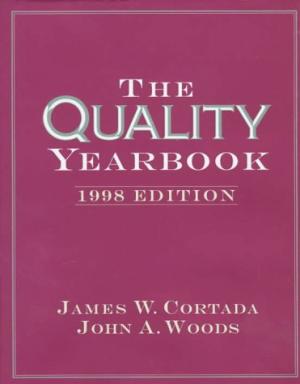 THE
QUALITY
YEARBOOK
1998 EDITION
JAMES W. CORTADA
JOHN A. WOODS